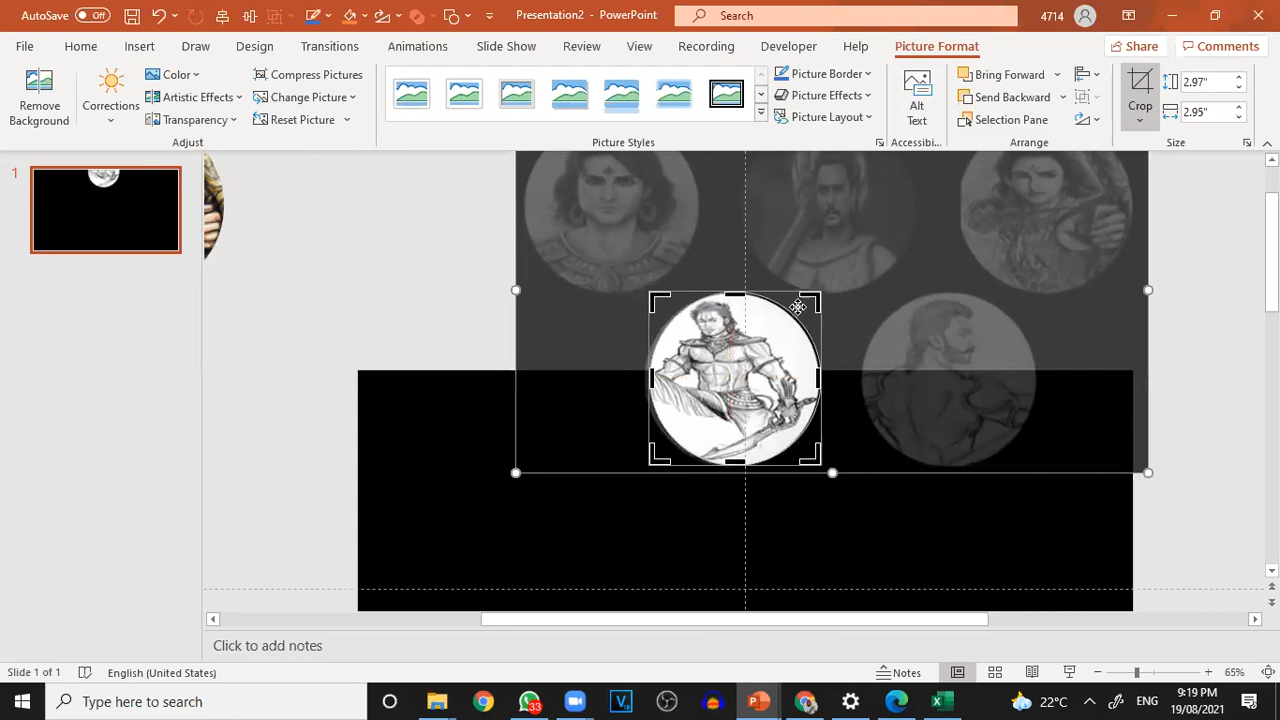 AutoSave Off Presentation2 - PowerPoint Search 4714
File Home Insert Draw Design Transitions Animations Slide Show Review View Recording Developer Help Picture Format Share Comments
Remove Background
Corrections
Color
Artistic Effects
Transparency
Compress Pictures
Change Picture
Reset Picture
Picture Border
Picture Effects
Picture Layout
Alt Text
Bring Forward
Send Backward
Selection Pane
Crop
2.97"
2.95"
Adjust Picture Styles Accessibi... Arrange Size
1
Click to add notes
Slide 1 of 1 English (United States) Notes 65%
Type here to search 33 22°C ENG 9:19 PM
19/08/2021